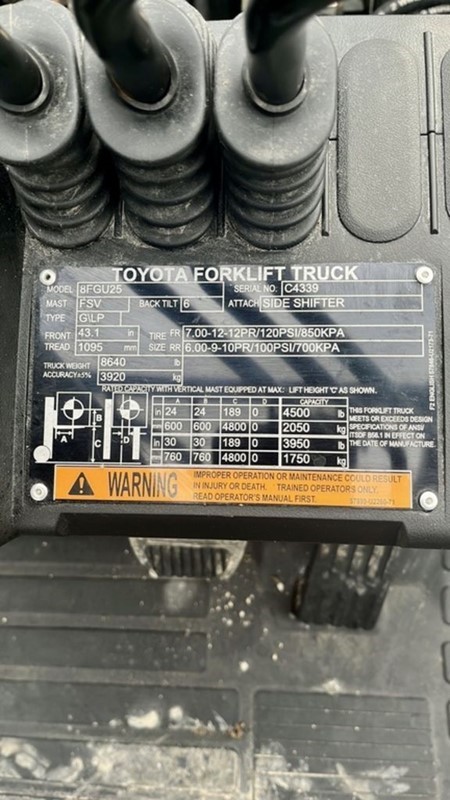 TOYOTA FORKLIFT TRUCK
MODEL 8FGU25 SERIAL NO. C4339
MAST FSV BACK TILT 6 ATTACH SIDE SHIFTER
TYPE G\LP
FRONT TREAD 43.1 in 1095 mm
TIRE SIZE FR 7.00-12-12PR/120PSI/850KPA
RR 6.00-9-10PR/100PSI/700KPA
TRUCK WEIGHT 8640 lb
ACCURACY±5% 3920 kg
RATED CAPACITY WITH VERTICAL MAST EQUIPPED AT MAX: LIFT HEIGHT 'C' AS SHOWN.
A B C D
A B C D CAPACITY
in 24 24 189 0 4500 lb
mm 600 600 4800 0 2050 kg
in 30 30 189 0 3950 lb
mm 760 760 4800 0 1750 kg
THIS FORKLIFT TRUCK
MEETS OR EXCEEDS DESIGN
SPECIFICATIONS OF ANSI
ITSDF B56.1 IN EFFECT ON
THE DATE OF MANUFACTURE.
WARNING
IMPROPER OPERATION OR MAINTENANCE COULD RESULT
IN INJURY OR DEATH. TRAINED OPERATORS ONLY.
READ OPERATOR'S MANUAL FIRST.